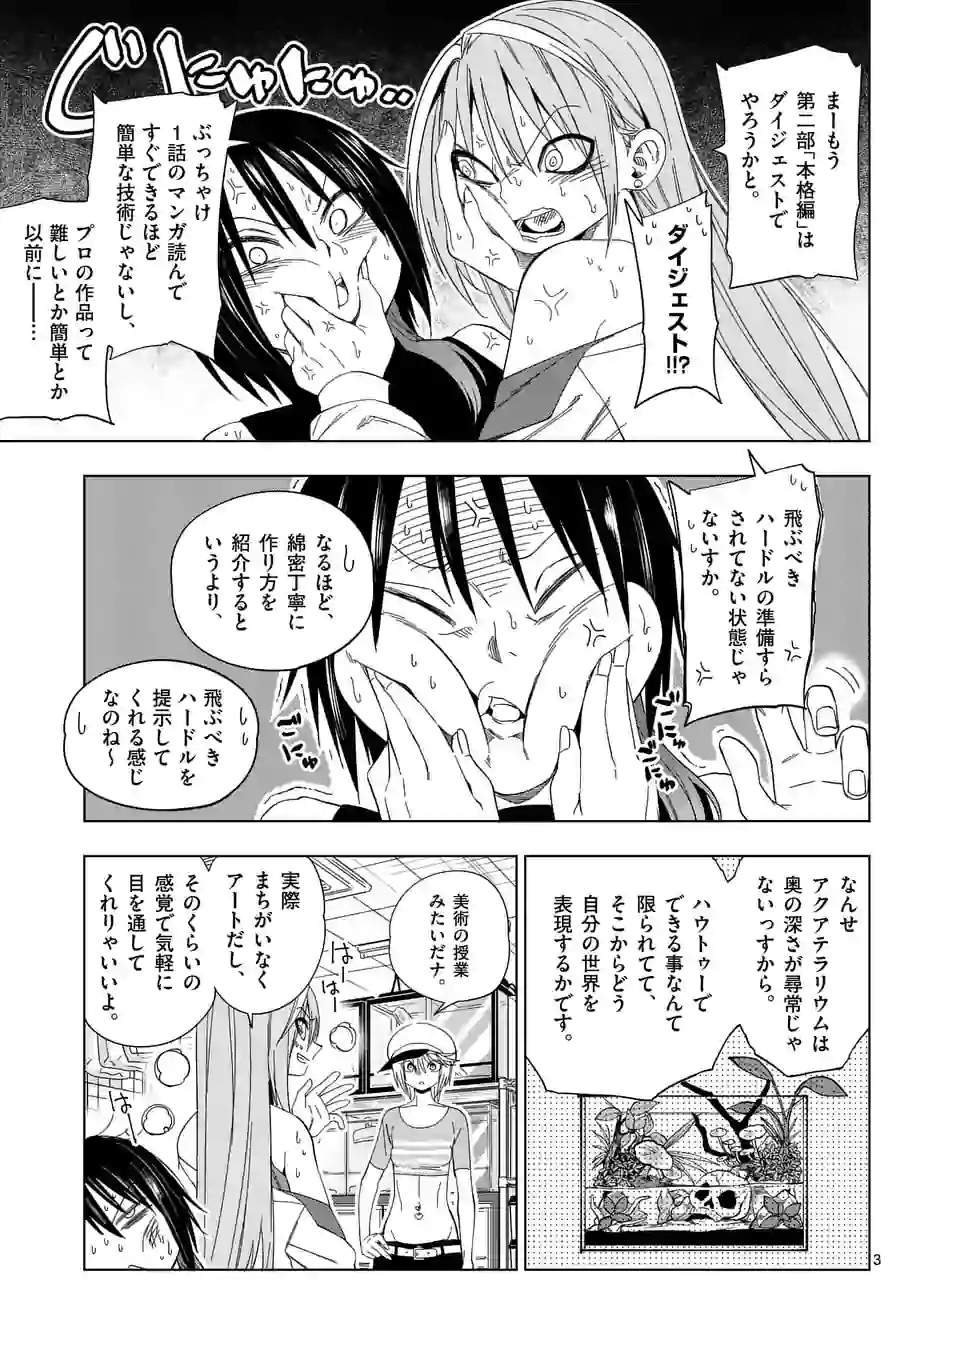 まーもう
第二部「本格編」は
ダイジェストで
やろうかと。
ダイジェスト!!?
ぐにゅにゅ‥
ぶっちゃけ
1話のマンガ読んで
すぐできるほど
簡単な技術じゃないし、
プロの作品って
難しいとか簡単とか
以前に――…
飛ぶべき
ハードルの準備すら
されてない状態じゃ
ないすか。
なるほど、
綿密丁寧に
作り方を
紹介すると
いうより、
飛ぶべき
ハードルを
提示して
くれる感じ
なのね～
ぐにゅ
ぐにゅ
なんせ
アクアテラリウムは
奥の深さが尋常じゃ
ないっすから。
ハウトゥーで
できる事なんて
限られてて、
そこからどう
自分の世界を
表現するかです。
美術の授業
みたいだナ。
実際
まちがいなく
アートだし、
そのくらいの
感覚で気軽に
目を通して
くれりゃいいよ。
はーはー
はー
3